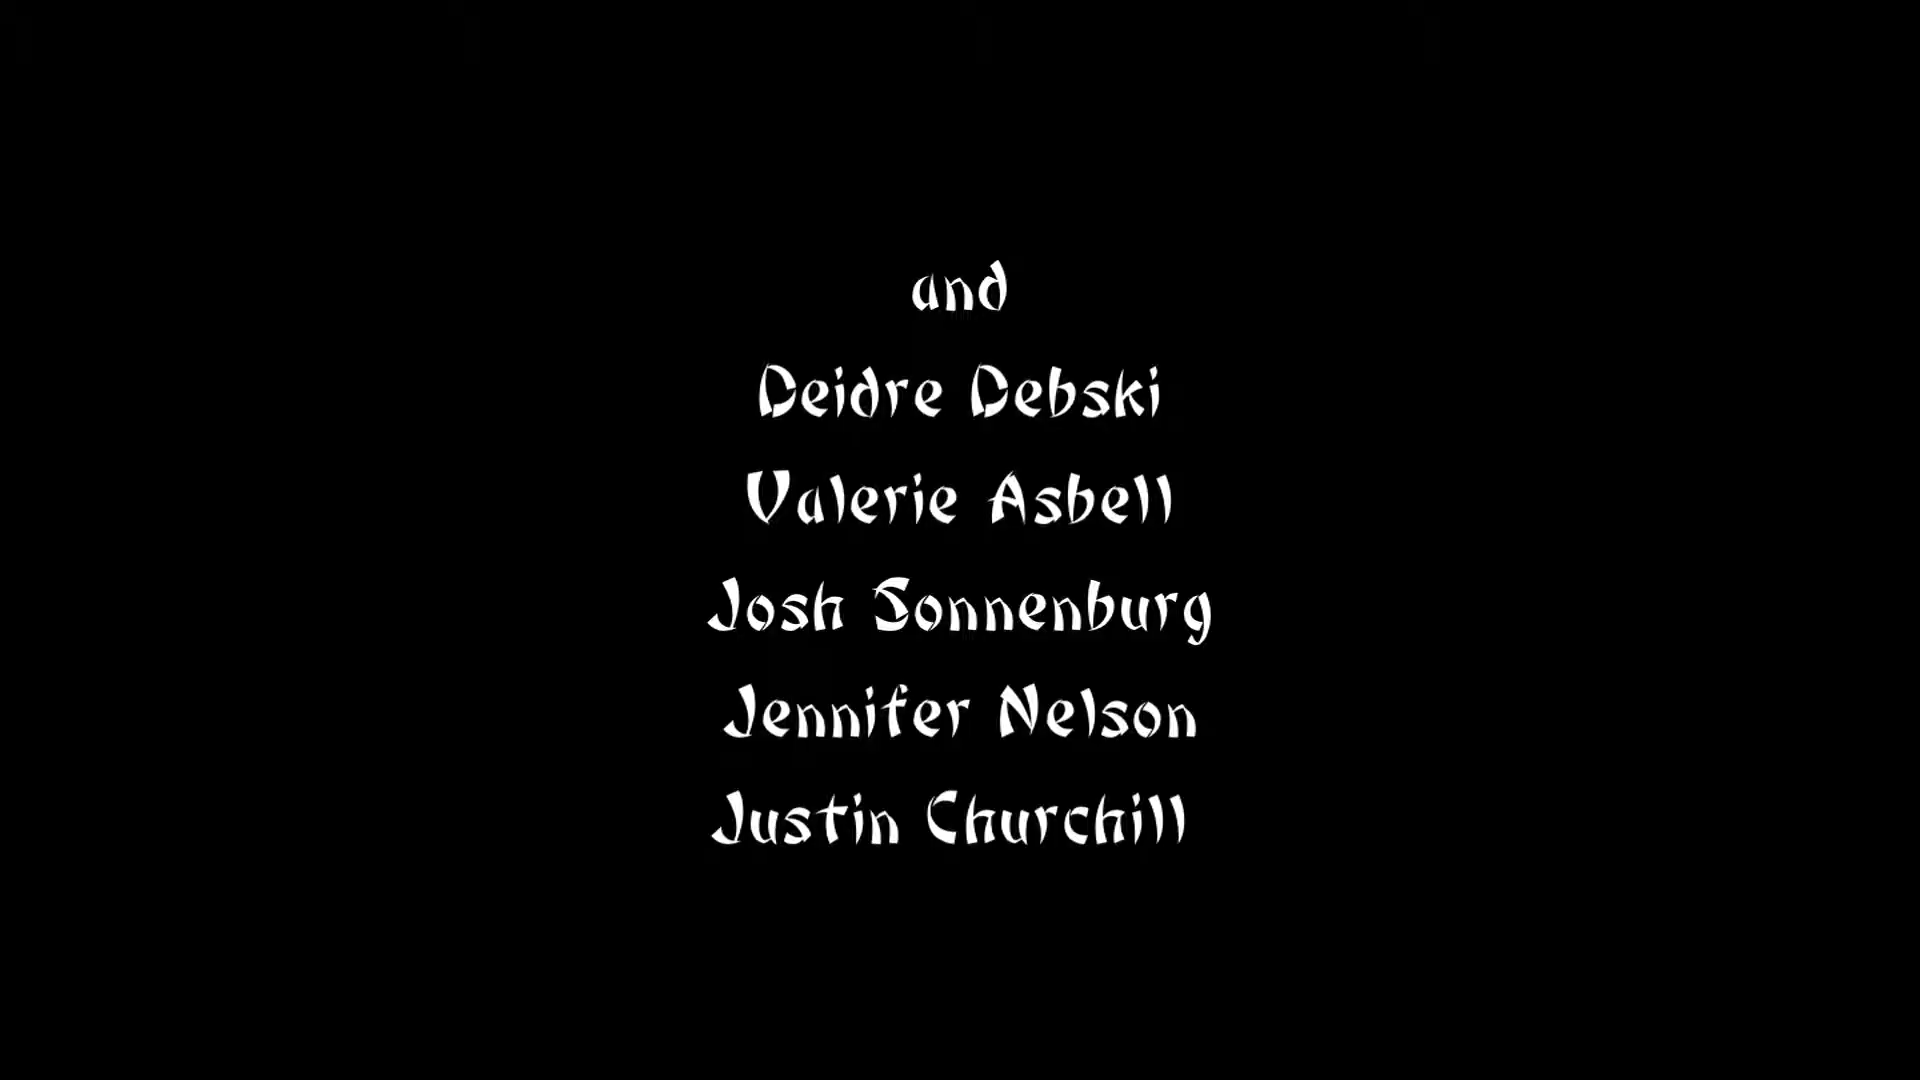 and
Deidre Debski
Valerie Asbell
Josh Sonnenburg
Jennifer Nelson
Justin Churchill